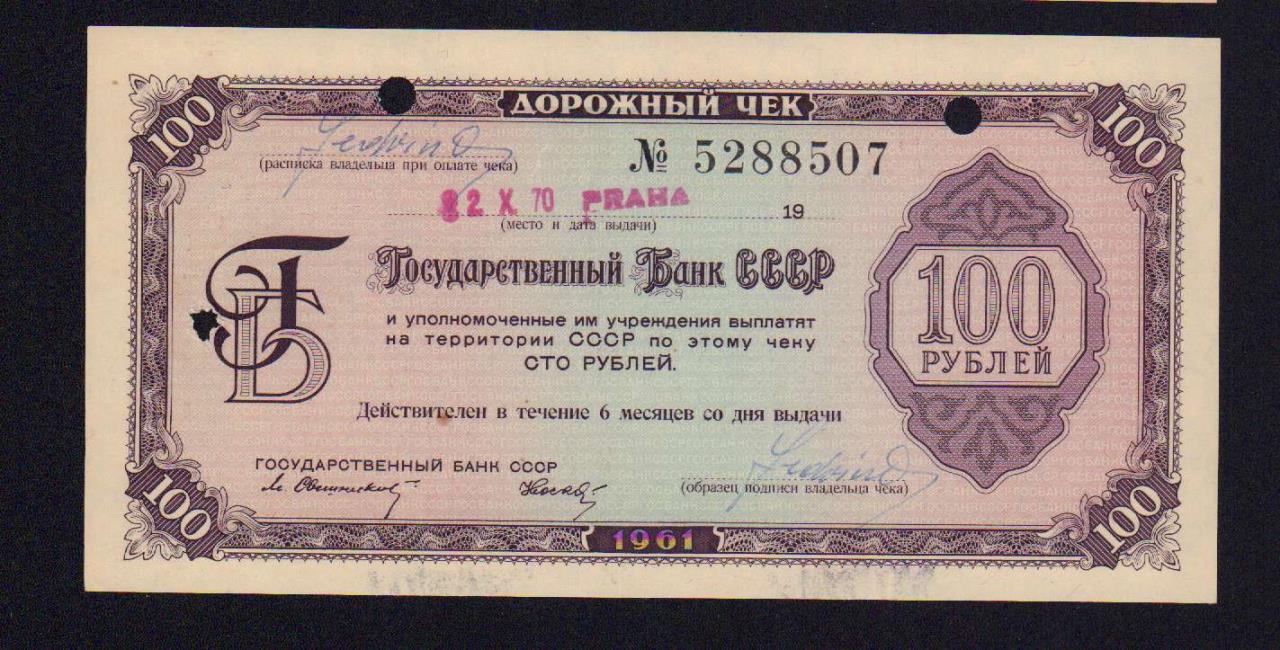 ДОРОЖНЫЙ ЧЕК
100
100
(расписка владельца при оплате чека)
№ 5288507
22 X 70 PRAHA
19
(место и дата выдачи)
ГБ
Государственный Банк СССР
и уполномоченные им учреждения выплатят
на территории СССР по этому чеку
СТО РУБЛЕЙ.
100
РУБЛЕЙ
Действителен в течение 6 месяцев со дня выдачи
ГОСУДАРСТВЕННЫЙ БАНК СССР
(образец подписи владельца чека)
100
100
1961